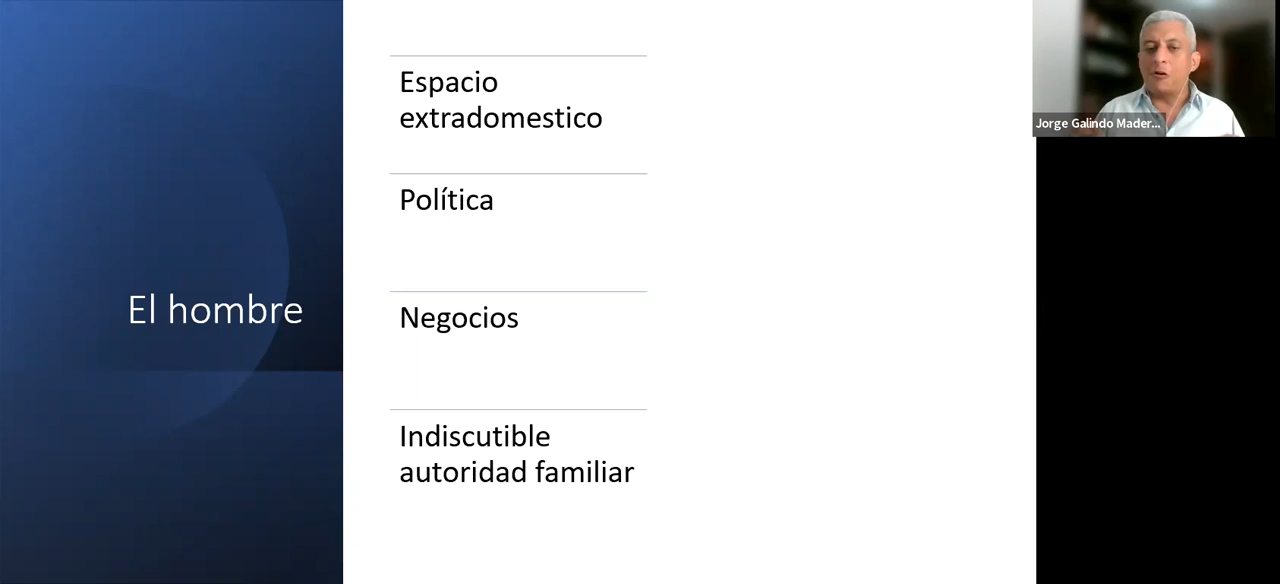 El hombre
Espacio
extradomestico
Política
Negocios
Indiscutible
autoridad familiar
Jorge Galindo Mader...